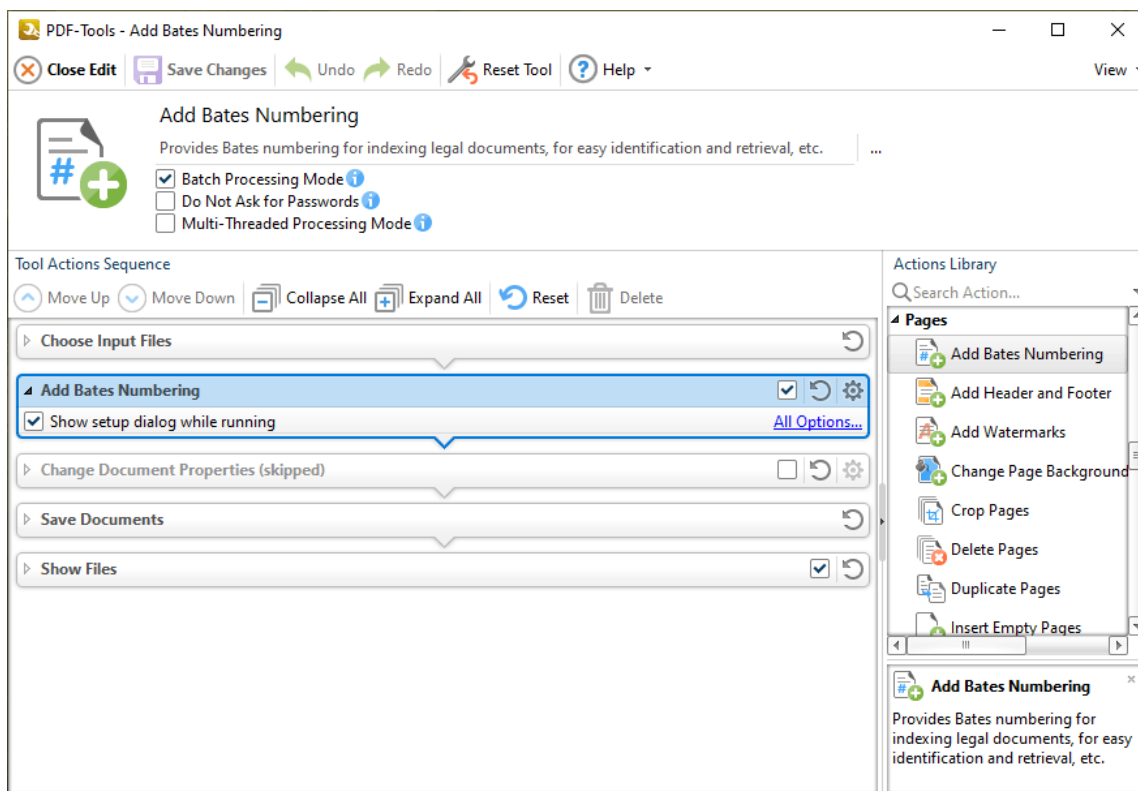 PDF-Tools - Add Bates Numbering
Close Edit Save Changes Undo Redo Reset Tool Help View
Add Bates Numbering
Provides Bates numbering for indexing legal documents, for easy identification and retrieval, etc. ...
Batch Processing Mode
Do Not Ask for Passwords
Multi-Threaded Processing Mode
Tool Actions Sequence
Move Up Move Down Collapse All Expand All Reset Delete
Choose Input Files
Add Bates Numbering
Show setup dialog while running All Options...
Change Document Properties (skipped)
Save Documents
Show Files
Actions Library
Search Action...
Pages
Add Bates Numbering
Add Header and Footer
Add Watermarks
Change Page Background
Crop Pages
Delete Pages
Duplicate Pages
Insert Empty Pages
Add Bates Numbering
Provides Bates numbering for
indexing legal documents, for easy
identification and retrieval, etc.